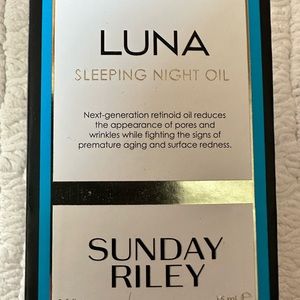 LUNA
SLEEPING NIGHT OIL
Next-generation retinoid oil reduces
the appearance of pores and
wrinkles while fighting the signs of
premature aging and surface redness.
SUNDAY
RILEY